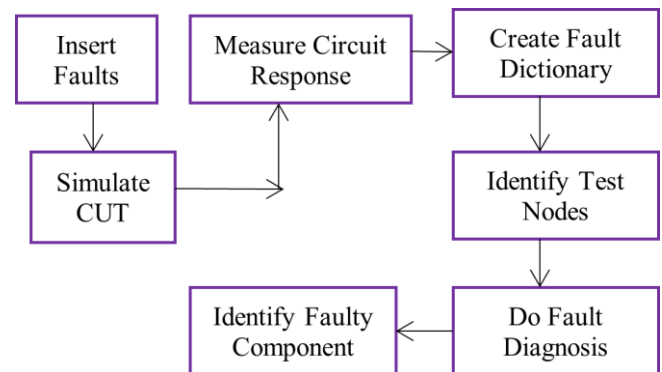 Insert
Faults
Simulate
CUT
Measure Circuit
Response
Create Fault
Dictionary
Identify Test
Nodes
Do Fault
Diagnosis
Identify Faulty
Component